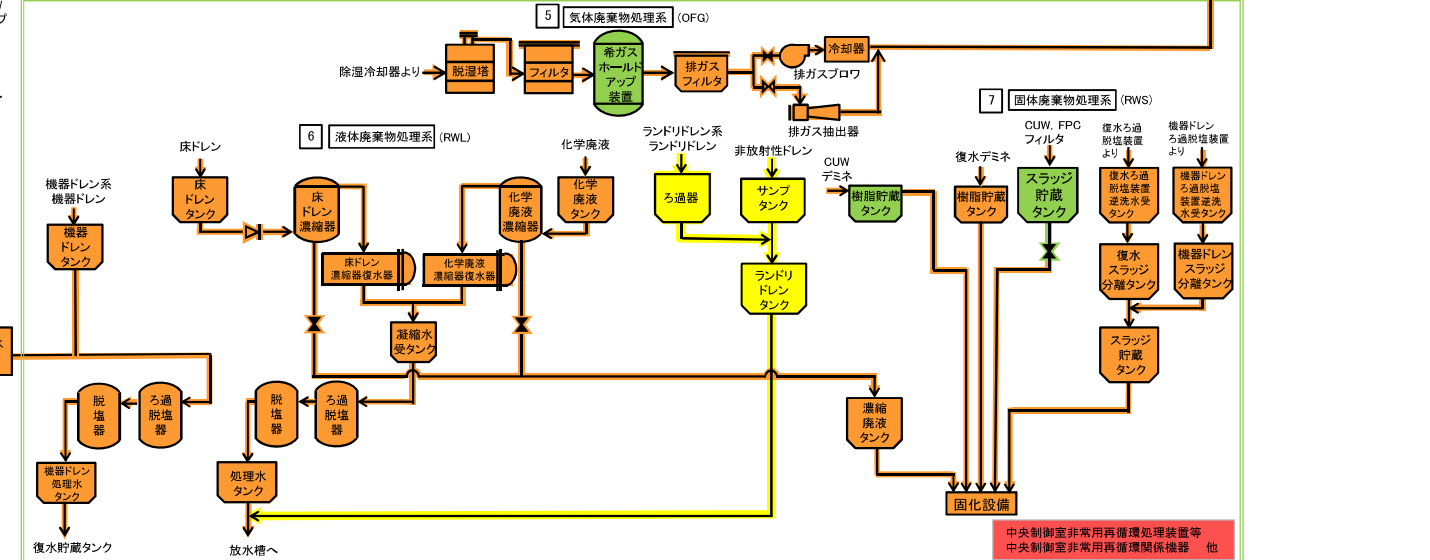 5 気体廃棄物処理系 (OFG)
除湿冷却器より
脱湿塔
フィルタ
希ガス
ホールド
アップ
装置
排ガス
フィルタ
冷却器
排ガスブロワ
排ガス抽出器
6 液体廃棄物処理系 (RWL)
7 固体廃棄物処理系 (RWS)
機器ドレン系
機器ドレン
機器
ドレン
タンク
床ドレン
床
ドレン
タンク
床
ドレン
濃縮器
化学
廃液
濃縮器
化学廃液
化学
廃液
タンク
床ドレン
濃縮器復水器
化学廃液
濃縮器復水器
凝縮水
受タンク
ランドリドレン系
ランドリドレン
ろ過器
非放射性ドレン
サンプ
タンク
ランドリ
ドレン
タンク
CUW
デミネ
樹脂貯蔵
タンク
復水デミネ
樹脂貯蔵
タンク
CUW, FPC
フィルタ
スラッジ
貯蔵
タンク
復水ろ過
脱塩装置
より
復水ろ過
脱塩装置
逆洗水受
タンク
復水
スラッジ
分離タンク
機器ドレン
ろ過脱塩装置
より
機器ドレン
ろ過脱塩
装置逆洗
水受タンク
機器ドレン
スラッジ
分離タンク
スラッジ
貯蔵
タンク
脱
塩
器
ろ過
脱塩
器
機器ドレン
処理水
タンク
復水貯蔵タンク
脱
塩
器
ろ過
脱塩
器
処理水
タンク
放水槽へ
濃縮
廃液
タンク
固化設備
中央制御室非常用再循環処理装置等
中央制御室非常用再循環関係機器 他